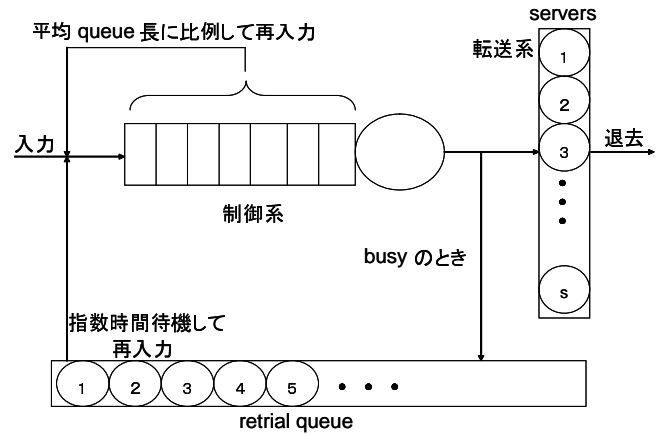 servers
平均 queue 長に比例して再入力
転送系
1
2
3
入力
退去
制御系
busy のとき
s
指数時間待機して
再入力
1 2 3 4 5
retrial queue